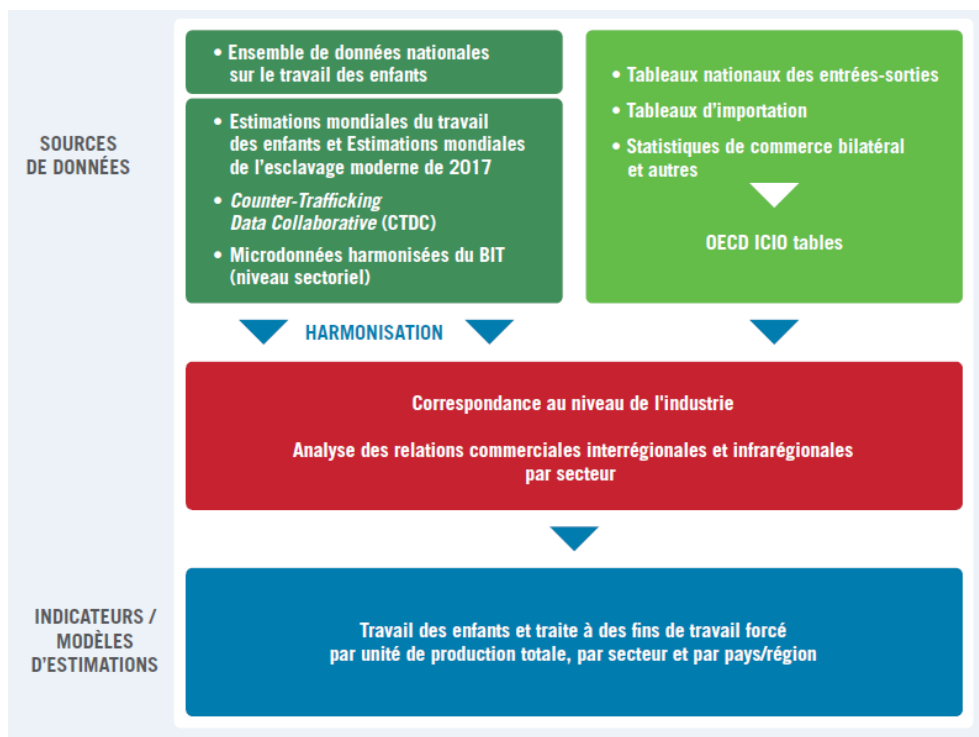 SOURCES
DE DONNÉES
• Ensemble de données nationales
sur le travail des enfants
• Estimations mondiales du travail
des enfants et Estimations mondiales
de l'esclavage moderne de 2017
• Counter-Trafficking
Data Collaborative (CTDC)
• Microdonnées harmonisées du BIT
(niveau sectoriel)
• Tableaux nationaux des entrées-sorties
• Tableaux d'importation
• Statistiques de commerce bilatéral
et autres
OECD ICIO tables
HARMONISATION
Correspondance au niveau de l'industrie
Analyse des relations commerciales interrégionales et infrarégionales
par secteur
INDICATEURS /
MODÈLES
D'ESTIMATIONS
Travail des enfants et traite à des fins de travail forcé
par unité de production totale, par secteur et par pays/région